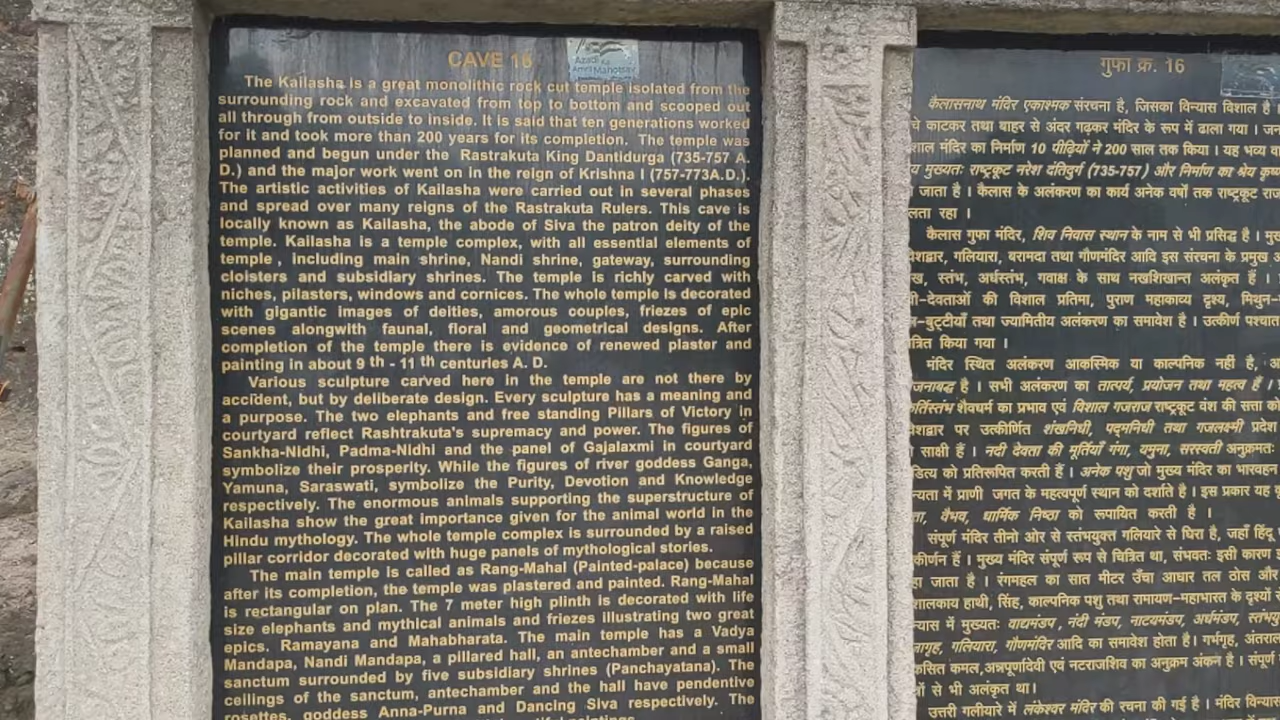 CAVE 16
Azadi Ka
Amrit Mahotsav
The Kailasha is a great monolithic rock cut temple isolated from the
surrounding rock and excavated from top to bottom and scooped out
all through from outside to inside. It is said that ten generations worked
for it and took more than 200 years for its completion. The temple was
planned and begun under the Rastrakuta King Dantidurga (735-757 A.
D.) and the major work went on in the reign of Krishna I (757-773A.D.).
The artistic activities of Kailasha were carried out in several phases
and spread over many reigns of the Rastrakuta Rulers. This cave is
locally known as Kailasha, the abode of Siva the patron deity of the
temple. Kailasha is a temple complex, with all essential elements of
temple , including main shrine, Nandi shrine, gateway, surrounding
cloisters and subsidiary shrines. The temple is richly carved with
niches, pilasters, windows and cornices. The whole temple is decorated
with gigantic images of deities, amorous couples, friezes of epic
scenes alongwith faunal, floral and geometrical designs. After
completion of the temple there is evidence of renewed plaster and
painting in about 9 th - 11 th centuries A. D.
Various sculpture carved here in the temple are not there by
accident, but by deliberate design. Every sculpture has a meaning and
a purpose. The two elephants and free standing Pillars of Victory in
courtyard reflect Rashtrakuta's supremacy and power. The figures of
Sankha-Nidhi, Padma-Nidhi and the panel of Gajalaxmi in courtyard
symbolize their prosperity. While the figures of river goddess Ganga,
Yamuna, Saraswati, symbolize the Purity, Devotion and Knowledge
respectively. The enormous animals supporting the superstructure of
Kailasha show the great importance given for the animal world in the
Hindu mythology. The whole temple complex is surrounded by a raised
pillar corridor decorated with huge panels of mythological stories.
The main temple is called as Rang-Mahal (Painted-palace) because
after its completion, the temple was plastered and painted. Rang-Mahal
is rectangular on plan. The 7 meter high plinth is decorated with life
size elephants and mythical animals and friezes illustrating two great
epics. Ramayana and Mahabharata. The main temple has a Vadya
Mandapa, Nandi Mandapa, a pillared hall, an antechamber and a small
sanctum surrounded by five subsidiary shrines (Panchayatana). The
ceilings of the sanctum, antechamber and the hall have pendentive
rosettes, goddess Anna-Purna and Dancing Siva respectively. The
गुफा क्र. 16
कैलासनाथ मंदिर एकाश्मक संरचना है, जिसका विन्यास विशाल है
काटकर तथा बाहर से अंदर गढ़कर मंदिर के रूप में ढाला गया ।
मंदिर का निर्माण 10 पीढ़ियों ने 200 साल तक किया । यह भव्य
मुख्यतः राष्ट्रकूट नरेश दंतिदुर्ग (735-757) और निर्माण का श्रेय
जाता है । कैलास के अलंकरण का कार्य अनेक वर्षों तक राष्ट्रकूट
रहा ।
कैलास गुफा मंदिर, शिव निवास स्थान के नाम से भी प्रसिद्ध है ।
गलियारा, बरामदा तथा गौणमंदिर आदि इस संरचना के प्रमुख
स्तंभ, अर्धस्तंभ, गवाक्ष के साथ नखशिखान्त अलंकृत हैं ।
की विशाल प्रतिमा, पुराण महाकाव्य दृश्य, मिथुन-
तथा ज्यामितीय अलंकरण का समावेश है । उत्कीर्ण पश्चात
किया गया ।
मंदिर स्थित अलंकरण आकस्मिक या काल्पनिक नहीं है,
है । सभी अलंकरण का तात्पर्य, प्रयोजन तथा महत्व हैं ।
शैवधर्म का प्रभाव एवं विशाल गजराज राष्ट्रकूट वंश की सत्ता को
पर उत्कीर्णित शंखनिधी, पद्मनिधी तथा गजलक्ष्मी
साक्षी हैं । नदी देवता की मूर्तियाँ गंगा, यमुना, सरस्वती अनुक्रमतः
को प्रतिरूपित करती हैं । अनेक पशु जो मुख्य मंदिर का भारवहन
में प्राणी जगत के महत्वपूर्ण स्थान को दर्शाते है । इस प्रकार यह
वैभव, धार्मिक निष्ठा को रूपायित करती है ।
संपूर्ण मंदिर तीनो ओर से स्तंभयुक्त गलियारे से घिरा है, जहाँ हिंदू
हैं । मुख्य मंदिर संपूर्ण रूप से चित्रित था, संभवतः इसी कारण
जाता है । रंगमहल का सात मीटर उँचा आधार तल ठोस और
हाथी, सिंह, काल्पनिक पशु तथा रामायण-महाभारत के दृश्यों
में मुख्यतः वाद्यमंडप, नंदी मंडप, नाट्यमंडप, अर्धमंडप,
गलियारा, गौणमंदिर आदि का समावेश होता है। गर्भगृह,
कमल,अन्नपूर्णादेवी एवं नटराजशिव का अनुक्रम अंकन है । संपूर्ण
से भी अलंकृत था।
उत्तरी गलियारे में लंकेश्वर मंदिर की रचना की गई है ।